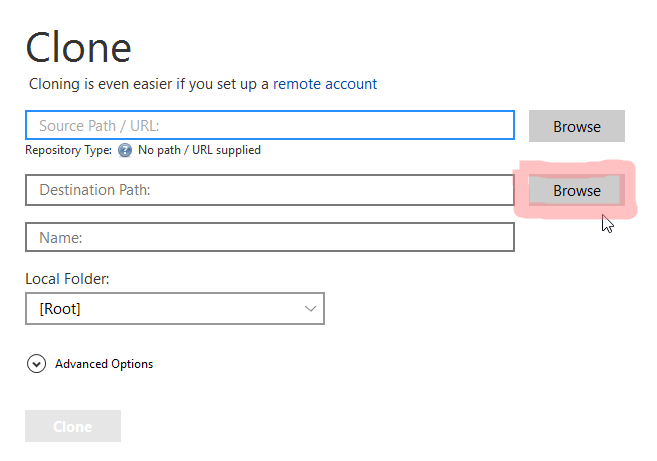 Clone
Cloning is even easier if you set up a remote account
Source Path / URL:
Browse
Repository Type: No path / URL supplied
Destination Path:
Browse
Name:
Local Folder:
[Root]
Advanced Options
Clone